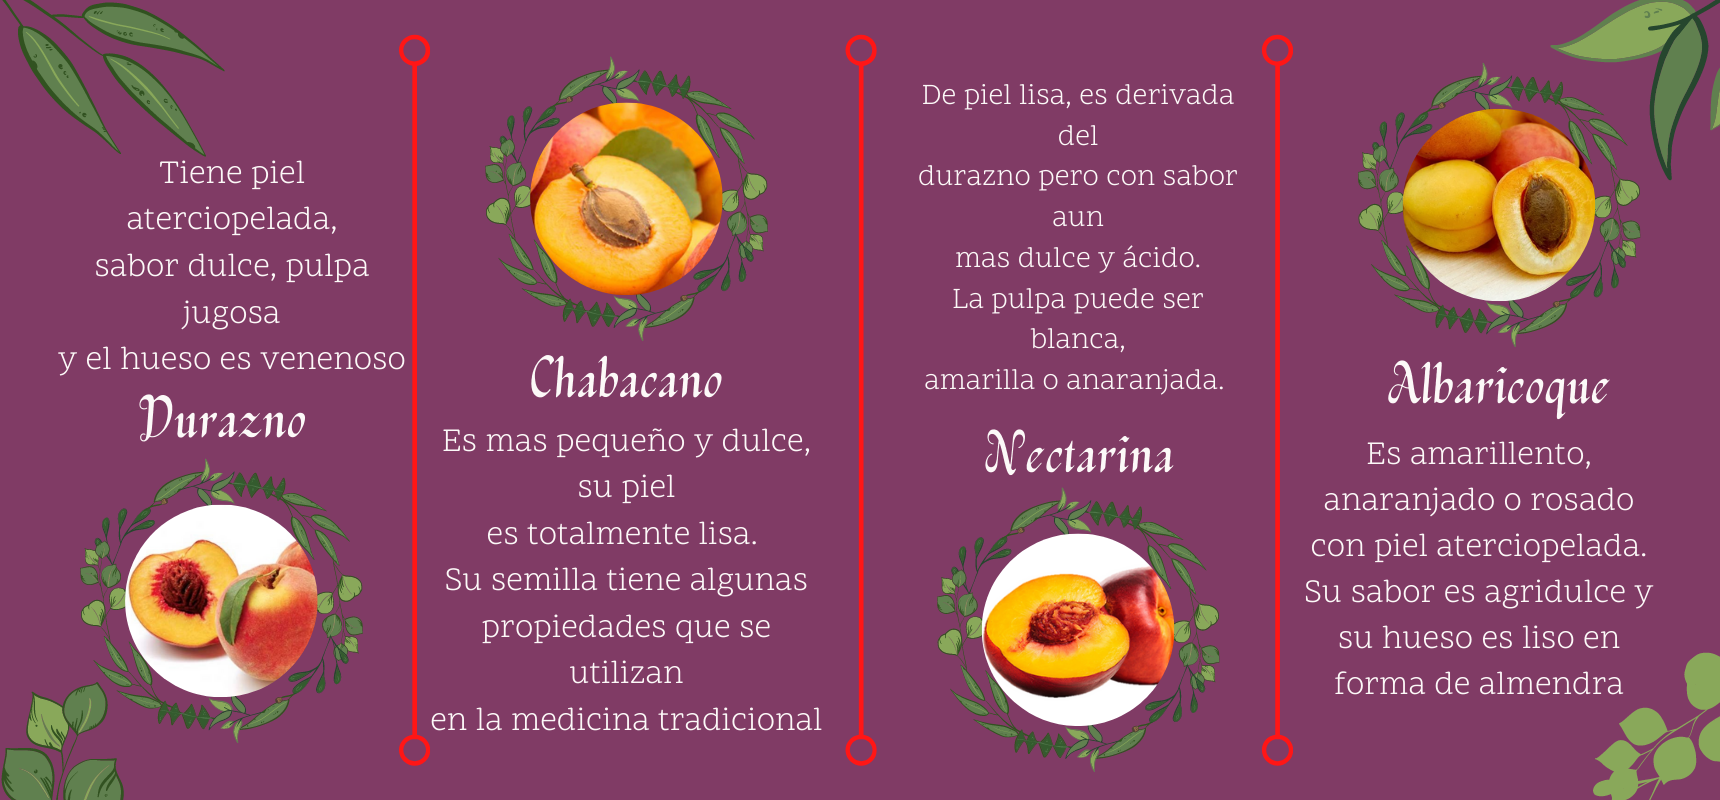 Tiene piel
aterciopelada,
sabor dulce, pulpa
jugosa
y el hueso es venenoso
Durazno
Chabacano
Es mas pequeño y dulce,
su piel
es totalmente lisa.
Su semilla tiene algunas
propiedades que se
utilizan
en la medicina tradicional
De piel lisa, es derivada
del
durazno pero con sabor
aun
mas dulce y ácido.
La pulpa puede ser
blanca,
amarilla o anaranjada.
Nectarina
Albaricoque
Es amarillento,
anaranjado o rosado
con piel aterciopelada.
Su sabor es agridulce y
su hueso es liso en
forma de almendra